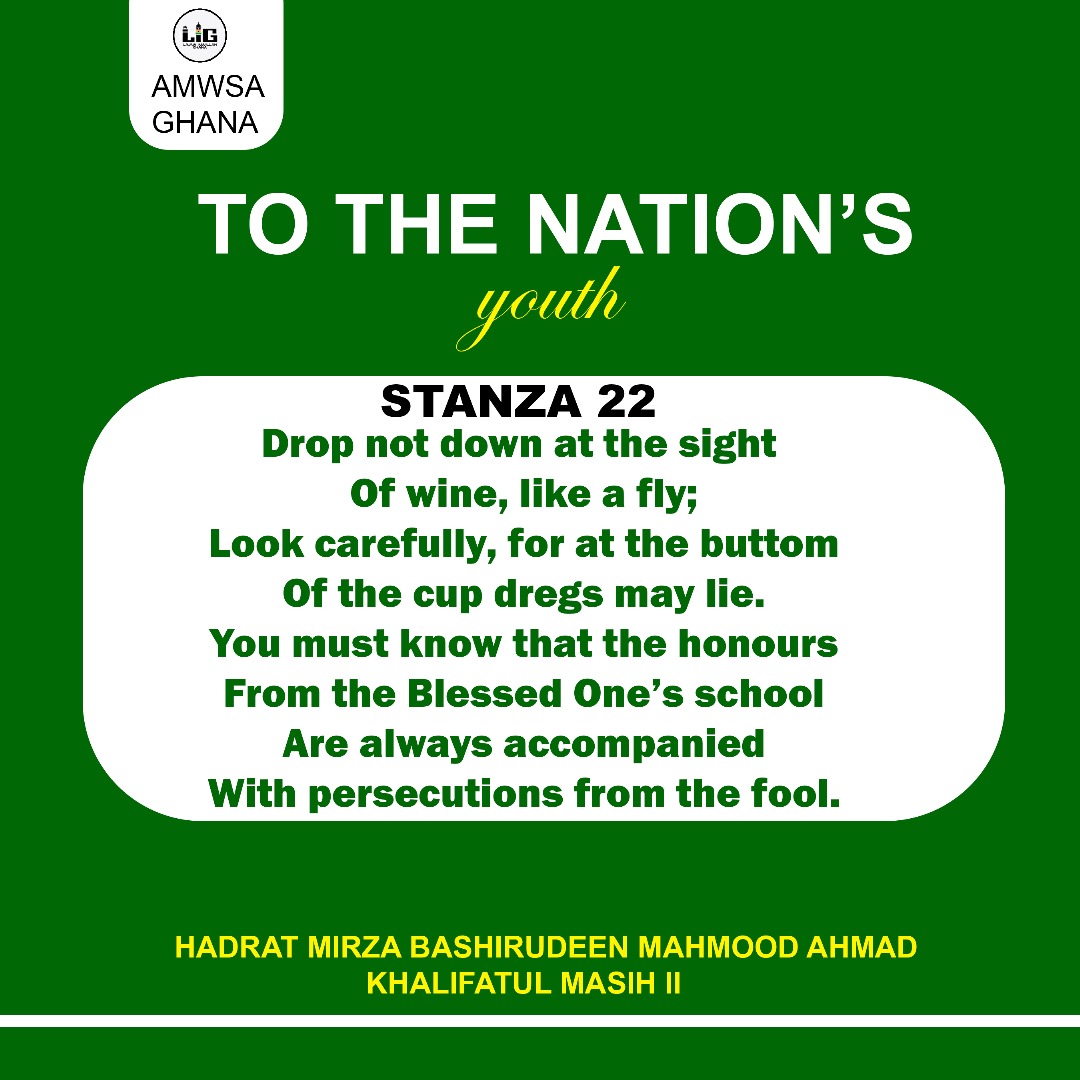 LiG
AMWSA
GHANA
TO THE NATION’S
youth
STANZA 22
Drop not down at the sight
Of wine, like a fly;
Look carefully, for at the buttom
Of the cup dregs may lie.
You must know that the honours
From the Blessed One’s school
Are always accompanied
With persecutions from the fool.
HADRAT MIRZA BASHIRUDEEN MAHMOOD AHMAD
KHALIFATUL MASIH II